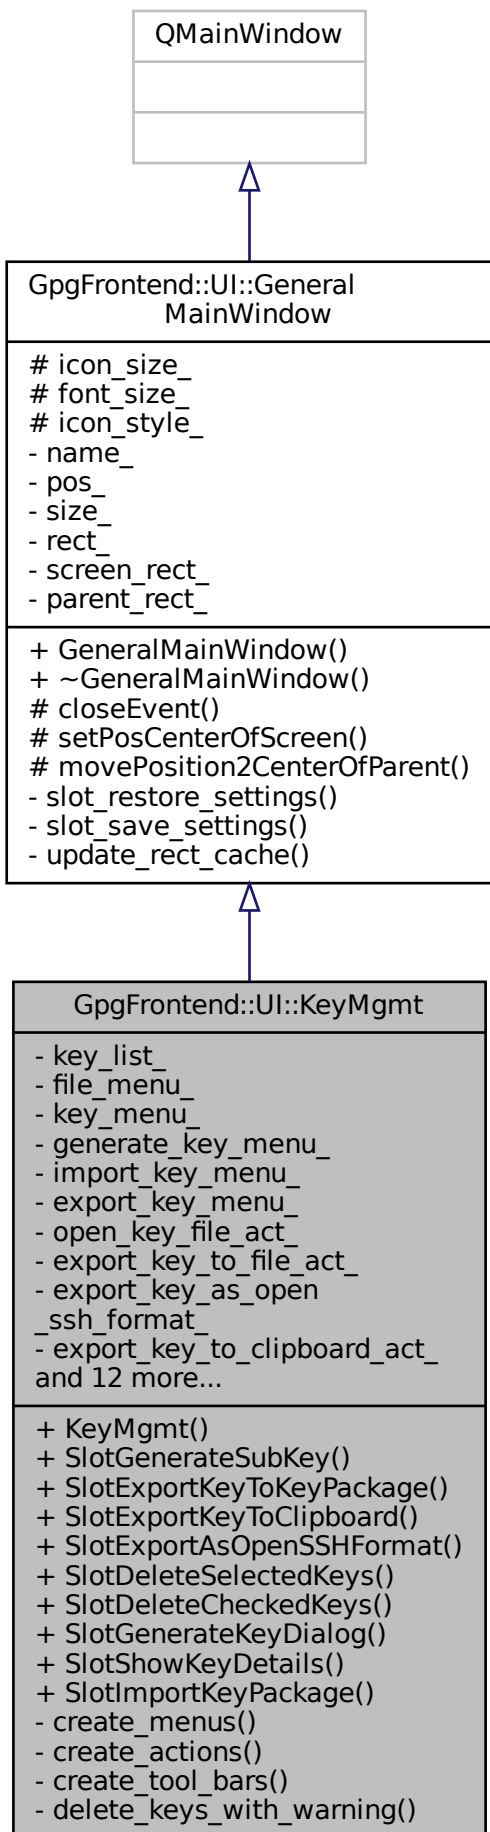 QMainWindow
GpgFrontend::UI::General
MainWindow
# icon_size_
# font_size_
# icon_style_
- name_
- pos_
- size_
- rect_
- screen_rect_
- parent_rect_
+ GeneralMainWindow()
+ ~GeneralMainWindow()
# closeEvent()
# setPosCenterOfScreen()
# movePosition2CenterOfParent()
- slot_restore_settings()
- slot_save_settings()
- update_rect_cache()
GpgFrontend::UI::KeyMgmt
- key_list_
- file_menu_
- key_menu_
- generate_key_menu_
- import_key_menu_
- export_key_menu_
- open_key_file_act_
- export_key_to_file_act_
- export_key_as_open
_ssh_format_
- export_key_to_clipboard_act_
and 12 more...
+ KeyMgmt()
+ SlotGenerateSubKey()
+ SlotExportKeyToKeyPackage()
+ SlotExportKeyToClipboard()
+ SlotExportAsOpenSSHFormat()
+ SlotDeleteSelectedKeys()
+ SlotDeleteCheckedKeys()
+ SlotGenerateKeyDialog()
+ SlotShowKeyDetails()
+ SlotImportKeyPackage()
- create_menus()
- create_actions()
- create_tool_bars()
- delete_keys_with_warning()